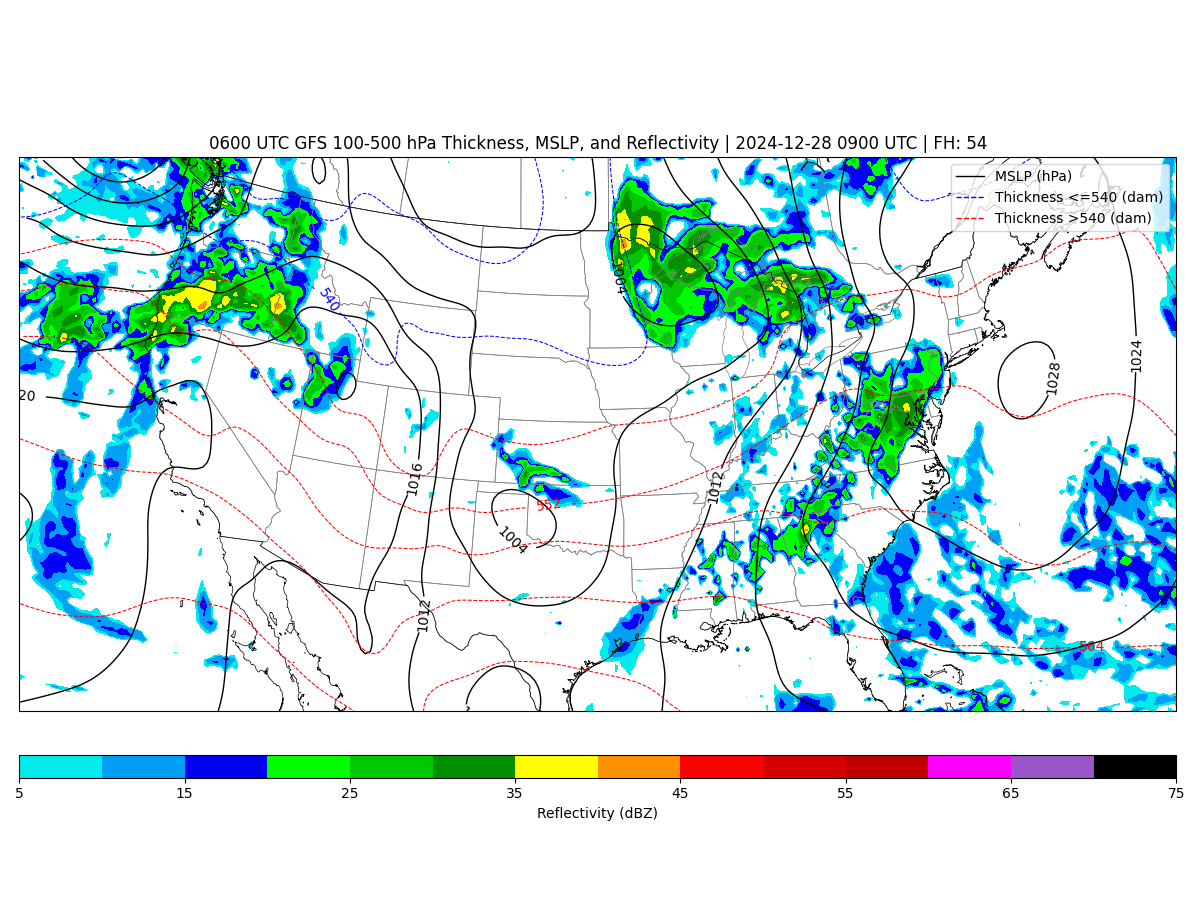 0600 UTC GFS 100-500 hPa Thickness, MSLP, and Reflectivity | 2024-12-28 0900 UTC | FH: 54
MSLP (hPa)
Thickness <=540 (dam)
Thickness >540 (dam)
1004
540
1024
1028
20
1016
1012
552
1004
1012
564
5 15 25 35 45 55 65 75
Reflectivity (dBZ)